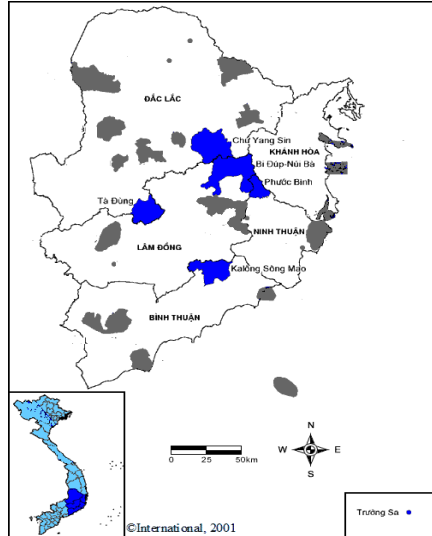 ĐẮC LẮC
Chư Yang Sin
KHÁNH HÒA
Bi Đúp-Núi Bà
Phước Bình
Tà Đùng
NINH THUẬN
LÂM ĐỒNG
Kalông Sông Mao
BÌNH THUẬN
N
W E
S
0 25 50km
Trường Sa
©International, 2001